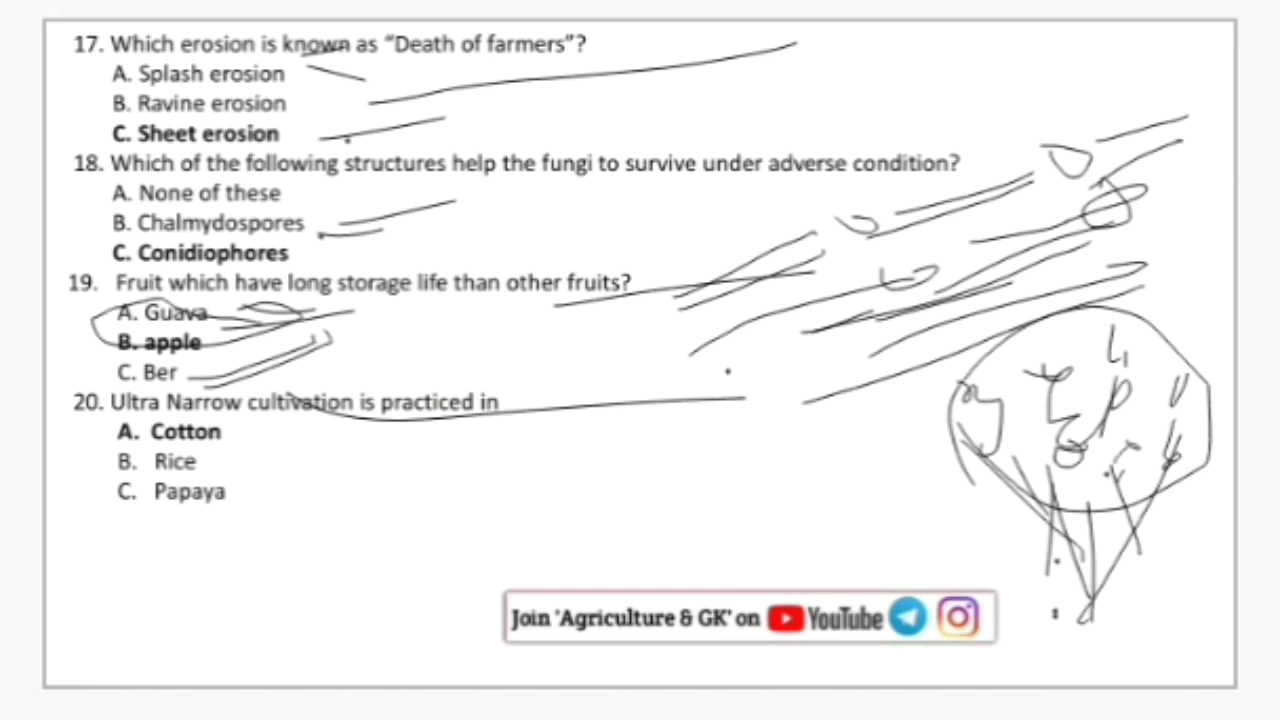 17. Which erosion is known as “Death of farmers”?
A. Splash erosion
B. Ravine erosion
C. Sheet erosion
18. Which of the following structures help the fungi to survive under adverse condition?
A. None of these
B. Chalmydospores
C. Conidiophores
19. Fruit which have long storage life than other fruits?
A. Guava
B. apple
C. Ber
20. Ultra Narrow cultivation is practiced in
A. Cotton
B. Rice
C. Papaya
Join 'Agriculture & GK' on YouTube